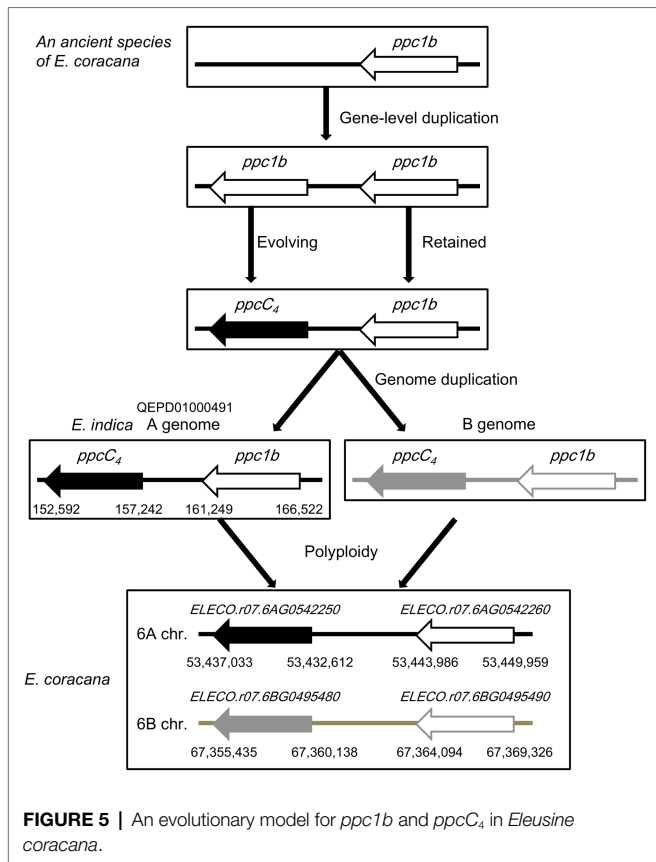 An ancient species
of E. coracana
ppc1b
Gene-level duplication
ppc1b ppc1b
Evolving Retained
ppcC₄ ppc1b
Genome duplication
QEPD01000491
E. indica A genome B genome
ppcC₄ ppc1b ppcC₄ ppc1b
152,592 157,242 161,249 166,522
Polyploidy
ELECO.r07.6AG0542250 ELECO.r07.6AG0542260
6A chr.
53,437,033 53,432,612 53,443,986 53,449,959
E. coracana
ELECO.r07.6BG0495480 ELECO.r07.6BG0495490
6B chr.
67,355,435 67,360,138 67,364,094 67,369,326
FIGURE 5 | An evolutionary model for ppc1b and ppcC₄ in Eleusine
coracana.